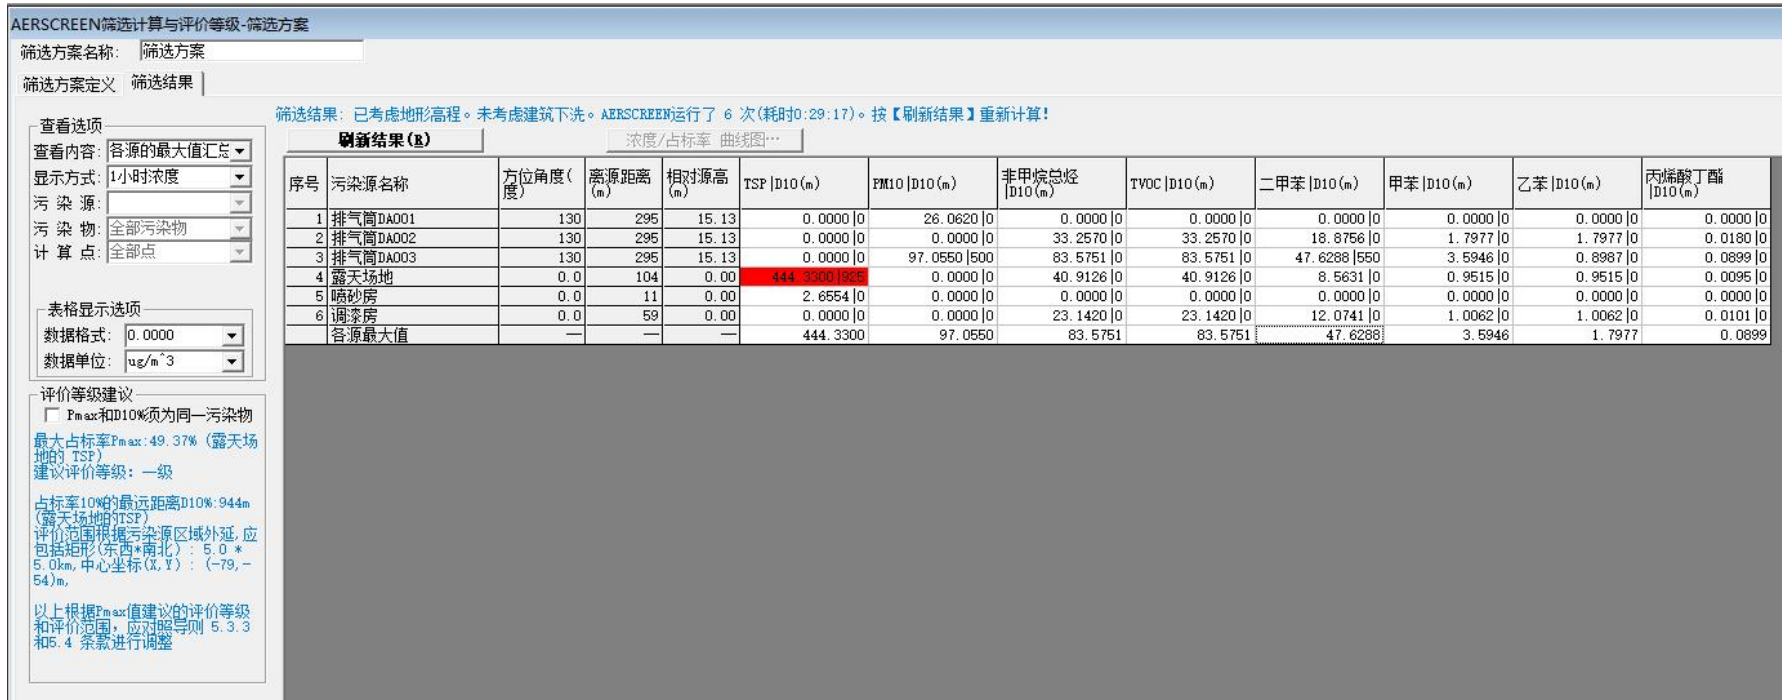 AERSCREEN筛选计算与评价等级-筛选方案
筛选方案名称: 筛选方案
筛选方案定义 筛选结果
筛选结果: 已考虑地形高程。未考虑建筑下洗。AERSCREEN运行了 6 次(耗时0:29:17)。按【刷新结果】重新计算!
刷新结果(R) 浓度/占标率 曲线图…
查看选项
查看内容: 各源的最大值汇总
显示方式: 1小时浓度
污 染 源:
污 染 物: 全部污染物
计 算 点: 全部点
表格显示选项
数据格式: 0.0000
数据单位: ug/m^3
评价等级建议
Pmax和D10%须为同一污染物
最大占标率Pmax:49.37% (露天场
地的 TSP)
建议评价等级: 一级
占标率10%的最远距离D10%:944m
(露天场地的TSP)
评价范围根据污染源区域外延,应
包括矩形(东西*南北): 5.0 *
5.0km,中心坐标(X,Y): (-79,-
54)m,
以上根据Pmax值建议的评价等级
和评价范围,应对照导则 5.3.3
和5.4 条款进行调整
序号 污染源名称 方位角度(度) 离源距离(m) 相对源高(m) TSP|D10(m) PM10|D10(m) 非甲烷总烃|D10(m) TVOC|D10(m) 二甲苯|D10(m) 甲苯|D10(m) 乙苯|D10(m) 丙烯酸丁酯|D10(m)
1 排气筒DA001 130 295 15.13 0.0000|0 26.0620|0 0.0000|0 0.0000|0 0.0000|0 0.0000|0 0.0000|0 0.0000|0
2 排气筒DA002 130 295 15.13 0.0000|0 0.0000|0 33.2570|0 33.2570|0 18.8756|0 1.7977|0 1.7977|0 0.0180|0
3 排气筒DA003 130 295 15.13 0.0000|0 97.0550|500 83.5751|0 83.5751|0 47.6288|550 3.5946|0 0.8987|0 0.0899|0
4 露天场地 0.0 104 0.00 444.3300|925 0.0000|0 40.9126|0 40.9126|0 8.5631|0 0.9515|0 0.9515|0 0.0095|0
5 喷砂房 0.0 11 0.00 2.6554|0 0.0000|0 0.0000|0 0.0000|0 0.0000|0 0.0000|0 0.0000|0 0.0000|0
6 调漆房 0.0 59 0.00 0.0000|0 0.0000|0 23.1420|0 23.1420|0 12.0741|0 1.0062|0 1.0062|0 0.0101|0
各源最大值 — — — 444.3300 97.0550 83.5751 83.5751 47.6288 3.5946 1.7977 0.0899